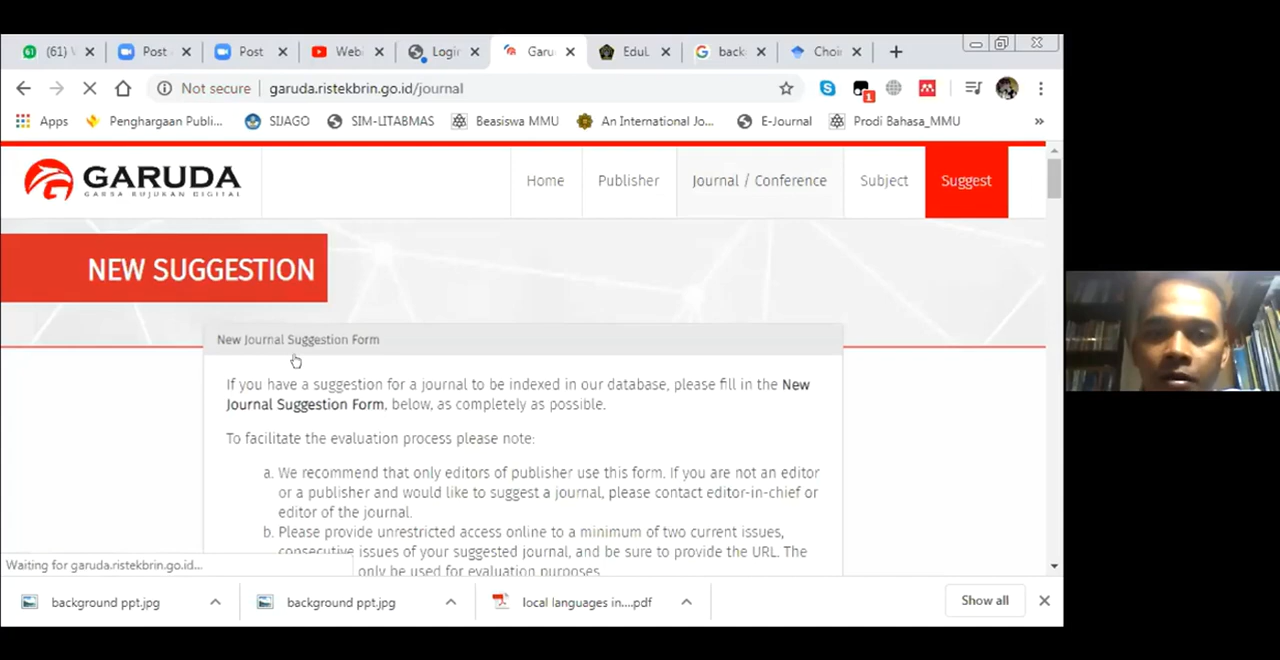 (61) Post Post Web Login Garu EduL back Choi
Not secure garuda.ristekbrin.go.id/journal
1
Apps Penghargaan Publi... SIJAGO SIM-LITABMAS Beasiswa MMU An International Jo... E-Journal Prodi Bahasa_MMU »
GARUDA
GARBA RUJUKAN DIGITAL
Home Publisher Journal / Conference Subject Suggest
NEW SUGGESTION
New Journal Suggestion Form
If you have a suggestion for a journal to be indexed in our database, please fill in the New
Journal Suggestion Form, below, as completely as possible.
To facilitate the evaluation process please note:
a. We recommend that only editors of publisher use this form. If you are not an editor
or a publisher and would like to suggest a journal, please contact editor-in-chief or
editor of the journal.
b. Please provide unrestricted access online to a minimum of two current issues,
consecutive issues of your suggested journal, and be sure to provide the URL. The
only be used for evaluation purposes
Waiting for garuda.ristekbrin.go.id...
background ppt.jpg background ppt.jpg local languages in....pdf Show all